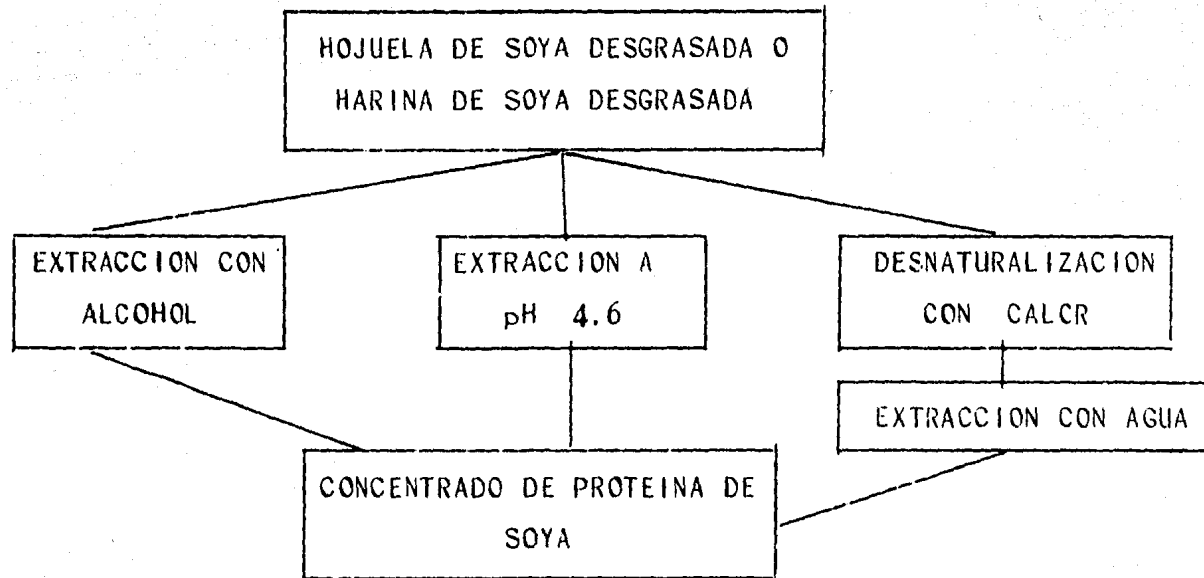 HOJUELA DE SOYA DESGRASADA O
HARINA DE SOYA DESGRASADA
EXTRACCION CON
ALCOHOL
EXTRACCION A
pH 4.6
DESNATURALIZACION
CON CALCR
EXTRACCION CON AGUA
CONCENTRADO DE PROTEINA DE
SOYA